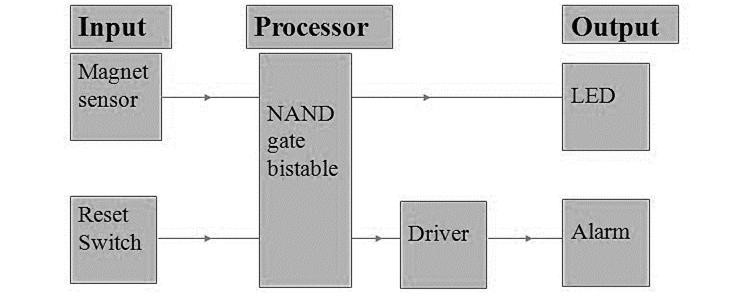 Input
Processor
Output
Magnet
sensor
NAND
gate
bistable
LED
Reset
Switch
Driver
Alarm